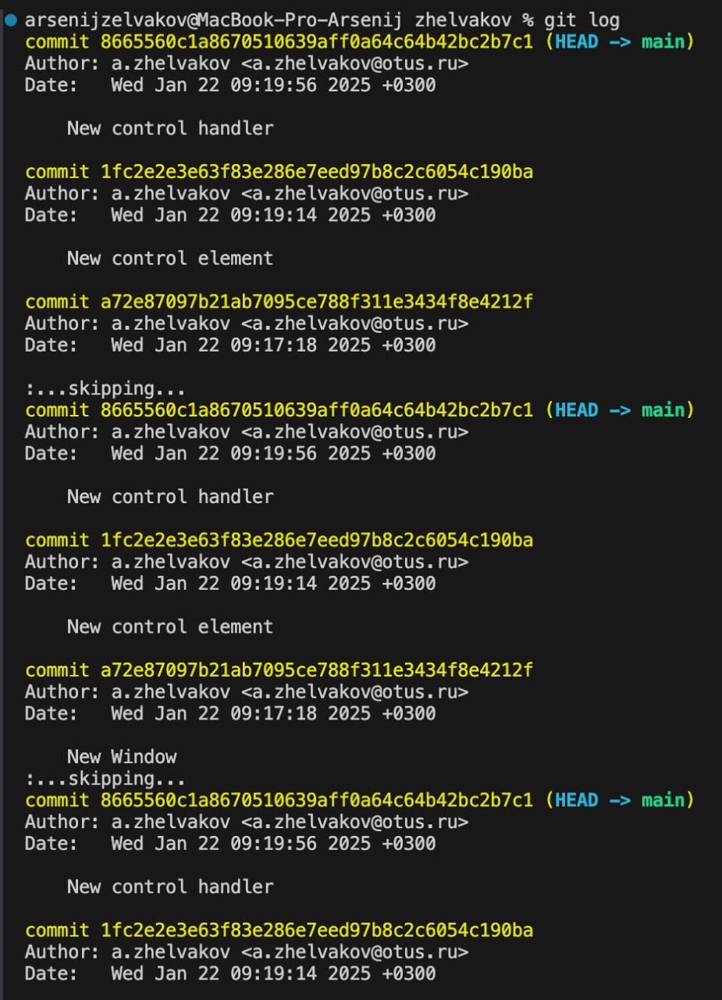 arsenijzelvakov@MacBook-Pro-Arsenij zhelvakov % git log
commit 8665560c1a8670510639aff0a64c64b42bc2b7c1 (HEAD -> main)
Author: a.zhelvakov <a.zhelvakov@otus.ru>
Date:   Wed Jan 22 09:19:56 2025 +0300
New control handler
commit 1fc2e2e3e63f83e286e7eed97b8c2c6054c190ba
Author: a.zhelvakov <a.zhelvakov@otus.ru>
Date:   Wed Jan 22 09:19:14 2025 +0300
New control element
commit a72e87097b21ab7095ce788f311e3434f8e4212f
Author: a.zhelvakov <a.zhelvakov@otus.ru>
Date:   Wed Jan 22 09:17:18 2025 +0300
:...skipping...
commit 8665560c1a8670510639aff0a64c64b42bc2b7c1 (HEAD -> main)
Author: a.zhelvakov <a.zhelvakov@otus.ru>
Date:   Wed Jan 22 09:19:56 2025 +0300
New control handler
commit 1fc2e2e3e63f83e286e7eed97b8c2c6054c190ba
Author: a.zhelvakov <a.zhelvakov@otus.ru>
Date:   Wed Jan 22 09:19:14 2025 +0300
New control element
commit a72e87097b21ab7095ce788f311e3434f8e4212f
Author: a.zhelvakov <a.zhelvakov@otus.ru>
Date:   Wed Jan 22 09:17:18 2025 +0300
New Window
:...skipping...
commit 8665560c1a8670510639aff0a64c64b42bc2b7c1 (HEAD -> main)
Author: a.zhelvakov <a.zhelvakov@otus.ru>
Date:   Wed Jan 22 09:19:56 2025 +0300
New control handler
commit 1fc2e2e3e63f83e286e7eed97b8c2c6054c190ba
Author: a.zhelvakov <a.zhelvakov@otus.ru>
Date:   Wed Jan 22 09:19:14 2025 +0300